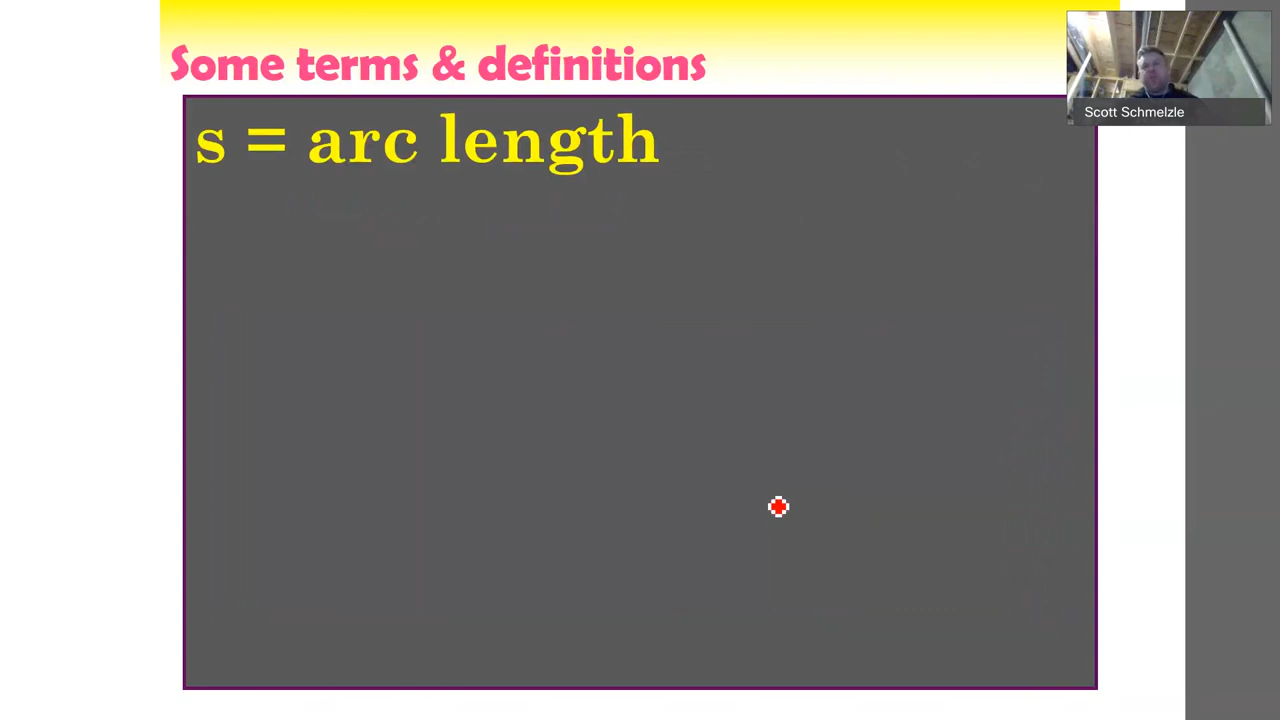 Some terms & definitions
Scott Schmelzle
s = arc length